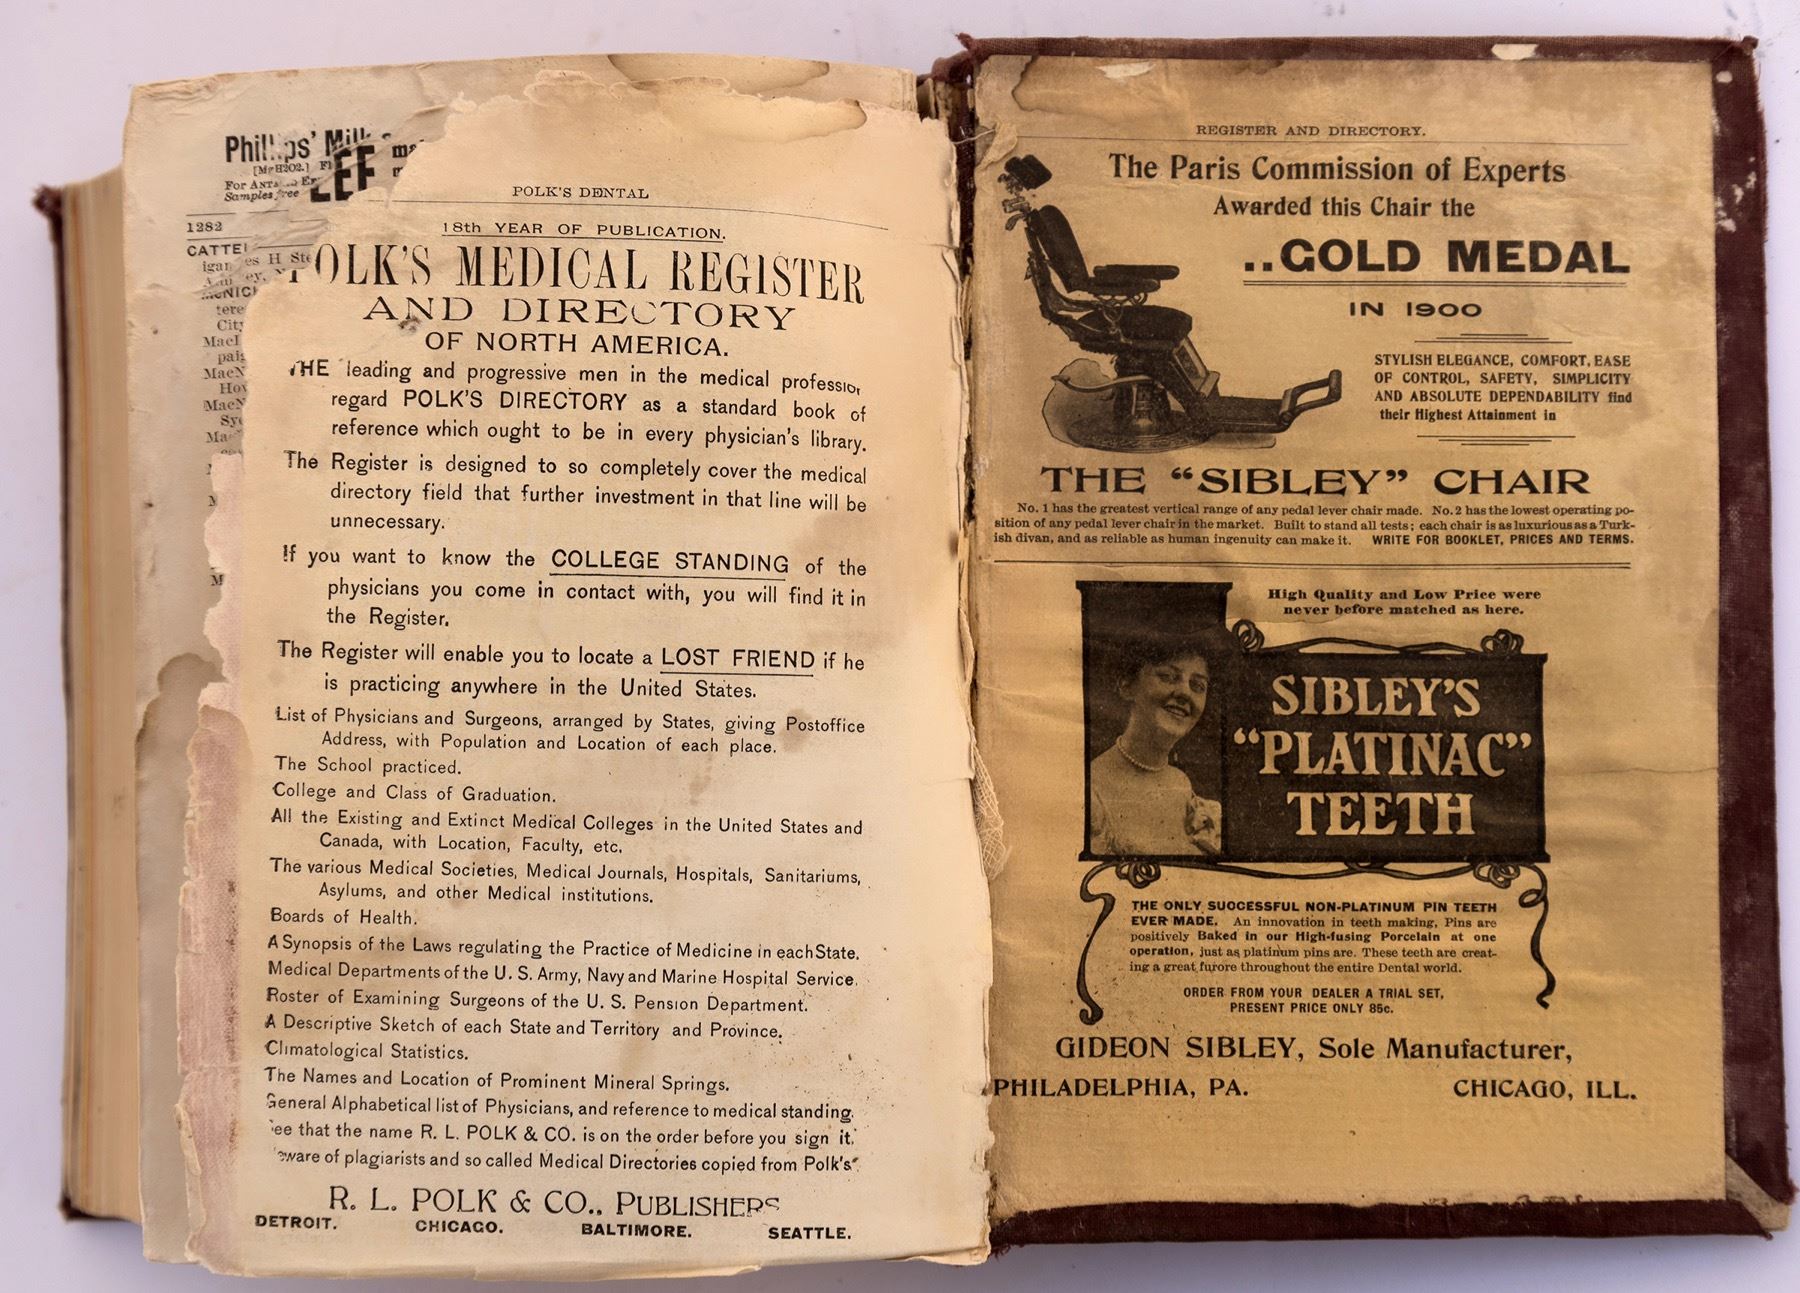 Phillips' Milk
For
Samples free
POLK'S DENTAL
1282
18th YEAR OF PUBLICATION.
POLK'S MEDICAL REGISTER
AND DIRECTORY
OF NORTH AMERICA.
THE leading and progressive men in the medical profession
regard POLK'S DIRECTORY as a standard book of
reference which ought to be in every physician's library.
The Register is designed to so completely cover the medical
directory field that further investment in that line will be
unnecessary.
If you want to know the COLLEGE STANDING of the
physicians you come in contact with, you will find it in
the Register.
The Register will enable you to locate a LOST FRIEND if he
is practicing anywhere in the United States.
List of Physicians and Surgeons, arranged by States, giving Postoffice
Address, with Population and Location of each place.
The School practiced.
College and Class of Graduation.
All the Existing and Extinct Medical Colleges in the United States and
Canada, with Location, Faculty, etc.
The various Medical Societies, Medical Journals, Hospitals, Sanitariums,
Asylums, and other Medical institutions.
Boards of Health.
A Synopsis of the Laws regulating the Practice of Medicine in each State.
Medical Departments of the U. S. Army, Navy and Marine Hospital Service.
Roster of Examining Surgeons of the U. S. Pension Department.
A Descriptive Sketch of each State and Territory and Province.
Climatological Statistics.
The Names and Location of Prominent Mineral Springs.
General Alphabetical list of Physicians, and reference to medical standing.
See that the name R. L. POLK & CO. is on the order before you sign it.
Beware of plagiarists and so called Medical Directories copied from Polk's.
R. L. POLK & CO., PUBLISHERS
DETROIT. CHICAGO. BALTIMORE. SEATTLE.
REGISTER AND DIRECTORY.
The Paris Commission of Experts
Awarded this Chair the
..GOLD MEDAL
IN 1900
STYLISH ELEGANCE, COMFORT, EASE
OF CONTROL, SAFETY, SIMPLICITY
AND ABSOLUTE DEPENDABILITY find
their Highest Attainment in
THE "SIBLEY" CHAIR
No. 1 has the greatest vertical range of any pedal lever chair made. No. 2 has the lowest operating po-
sition of any pedal lever chair in the market. Built to stand all tests; each chair is as luxurious as a Turk-
ish divan, and as reliable as human ingenuity can make it. WRITE FOR BOOKLET, PRICES AND TERMS.
High Quality and Low Price were
never before matched as here.
SIBLEY'S
"PLATINAC"
TEETH
THE ONLY SUCCESSFUL NON-PLATINUM PIN TEETH
EVER MADE. An innovation in teeth making, Pins are
positively Baked in our High-fusing Porcelain at one
operation, just as platinum pins are. These teeth are creat-
ing a great furore throughout the entire Dental world.
ORDER FROM YOUR DEALER A TRIAL SET,
PRESENT PRICE ONLY 85c.
GIDEON SIBLEY, Sole Manufacturer,
PHILADELPHIA, PA. CHICAGO, ILL.